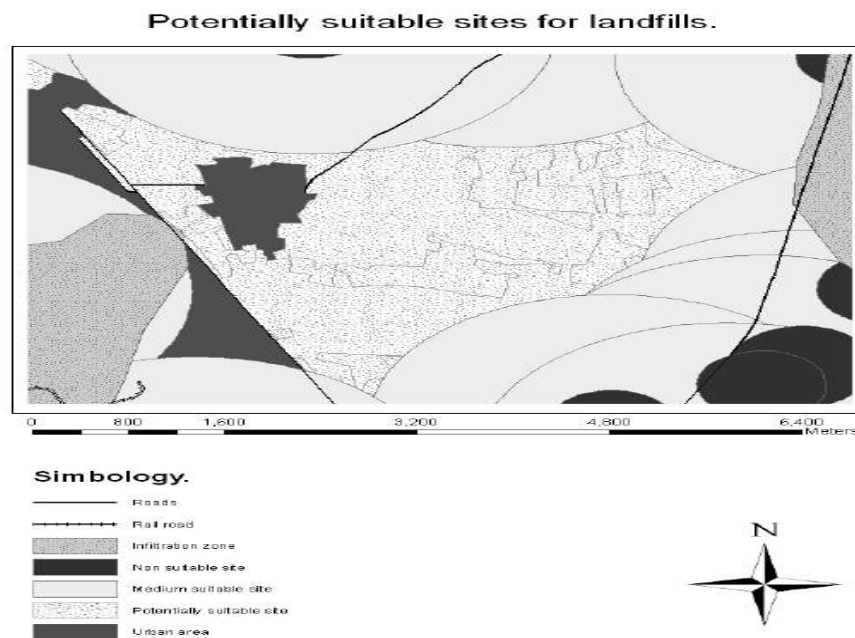 Potentially suitable sites for landfills.
0 800 1,600 3,200 4,800 6,400
Meters
Simbology.
Roads
Rail road
Infiltration zone
Non suitable site
Medium suitable site
Potentially suitable site
Urban area
N